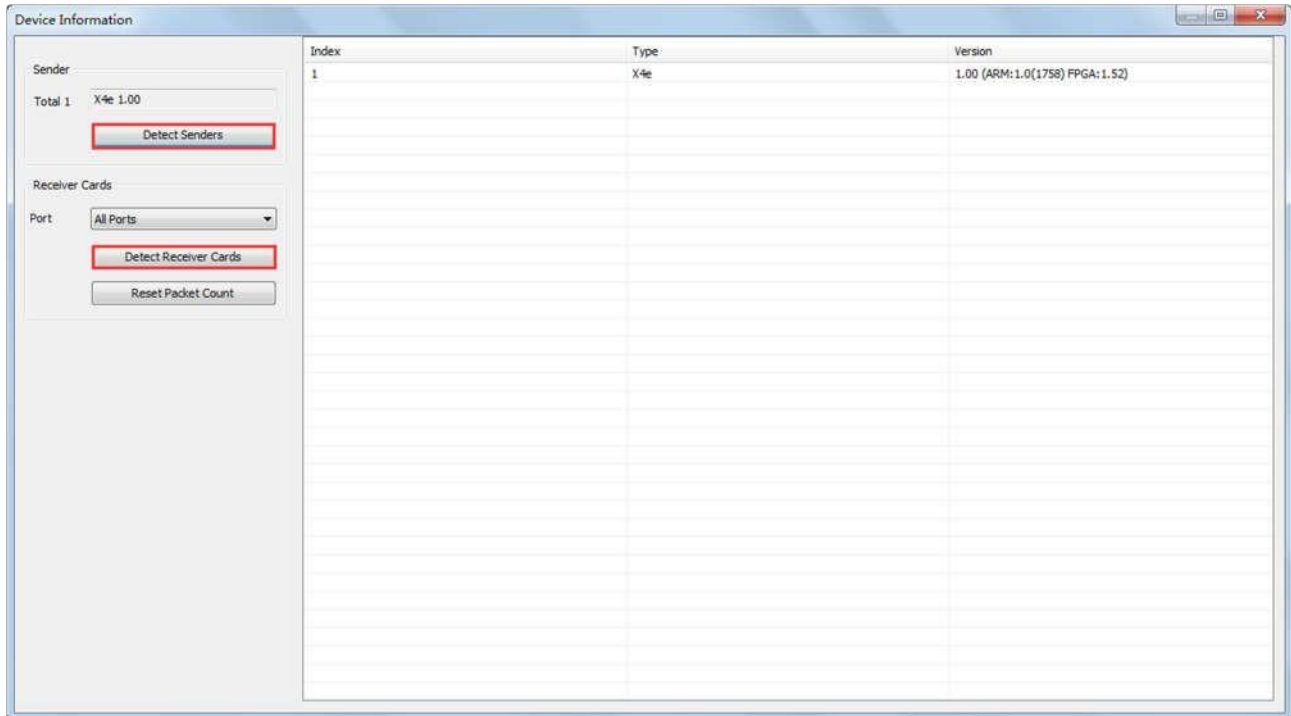 Device Information
Sender
Total 1 X4e 1.00
Detect Senders
Receiver Cards
Port All Ports
Detect Receiver Cards
Reset Packet Count
Index Type Version
1 X4e 1.00 (ARM:1.0(1758) FPGA:1.52)